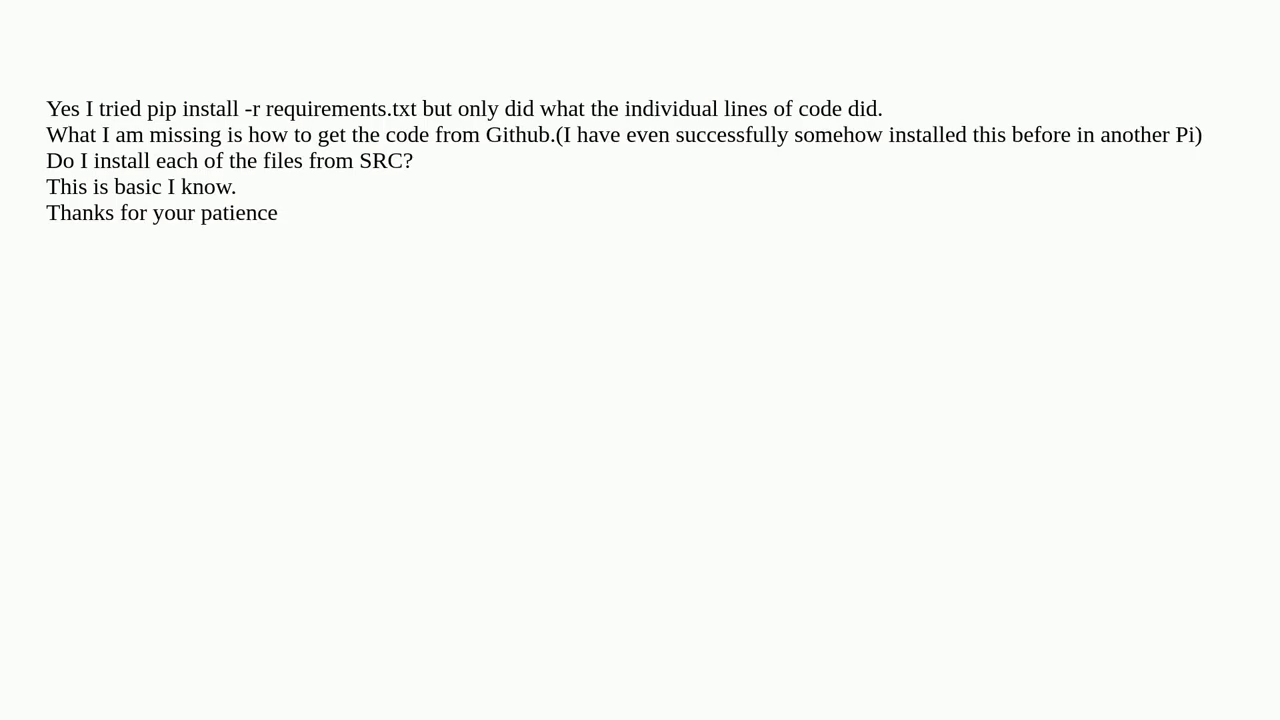 Yes I tried pip install -r requirements.txt but only did what the individual lines of code did.
What I am missing is how to get the code from Github.(I have even successfully somehow installed this before in another Pi)
Do I install each of the files from SRC?
This is basic I know.
Thanks for your patience